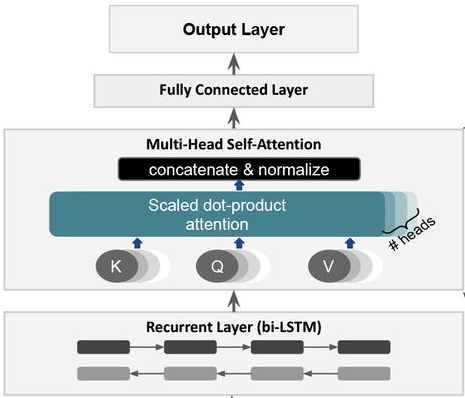 Output Layer
Fully Connected Layer
Multi-Head Self-Attention
concatenate & normalize
Scaled dot-product
attention
# heads
K
Q
V
Recurrent Layer (bi-LSTM)